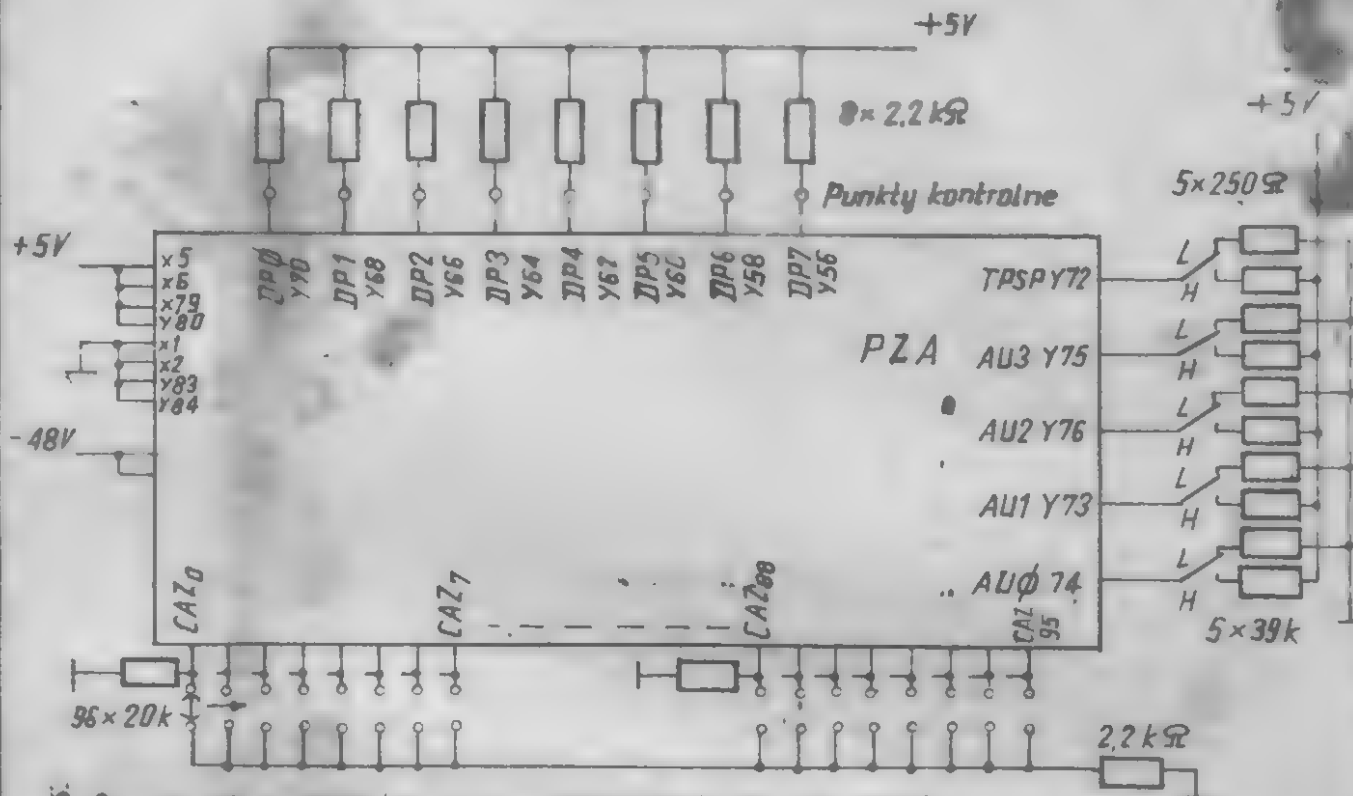 +5V
8× 2,2 kΩ
Punkty kontrolne
+5V
5×250 Ω
+5V
x5
x6
x79
Y80
x1
x2
Y83
Y84
-48V
DPØ Y70
DP1 Y68
DP2 Y66
DP3 Y64
DP4 Y62
DP5 Y60
DP6 Y58
DP7 Y56
PZA
TPSP Y72
AU3 Y75
AU2 Y76
AU1 Y73
AUØ 74
L
H
L
H
L
H
L
H
L
H
5×39k
CAZ0
CAZ7
CAZ88
CAZ 95
96×20k
2,2 kΩ